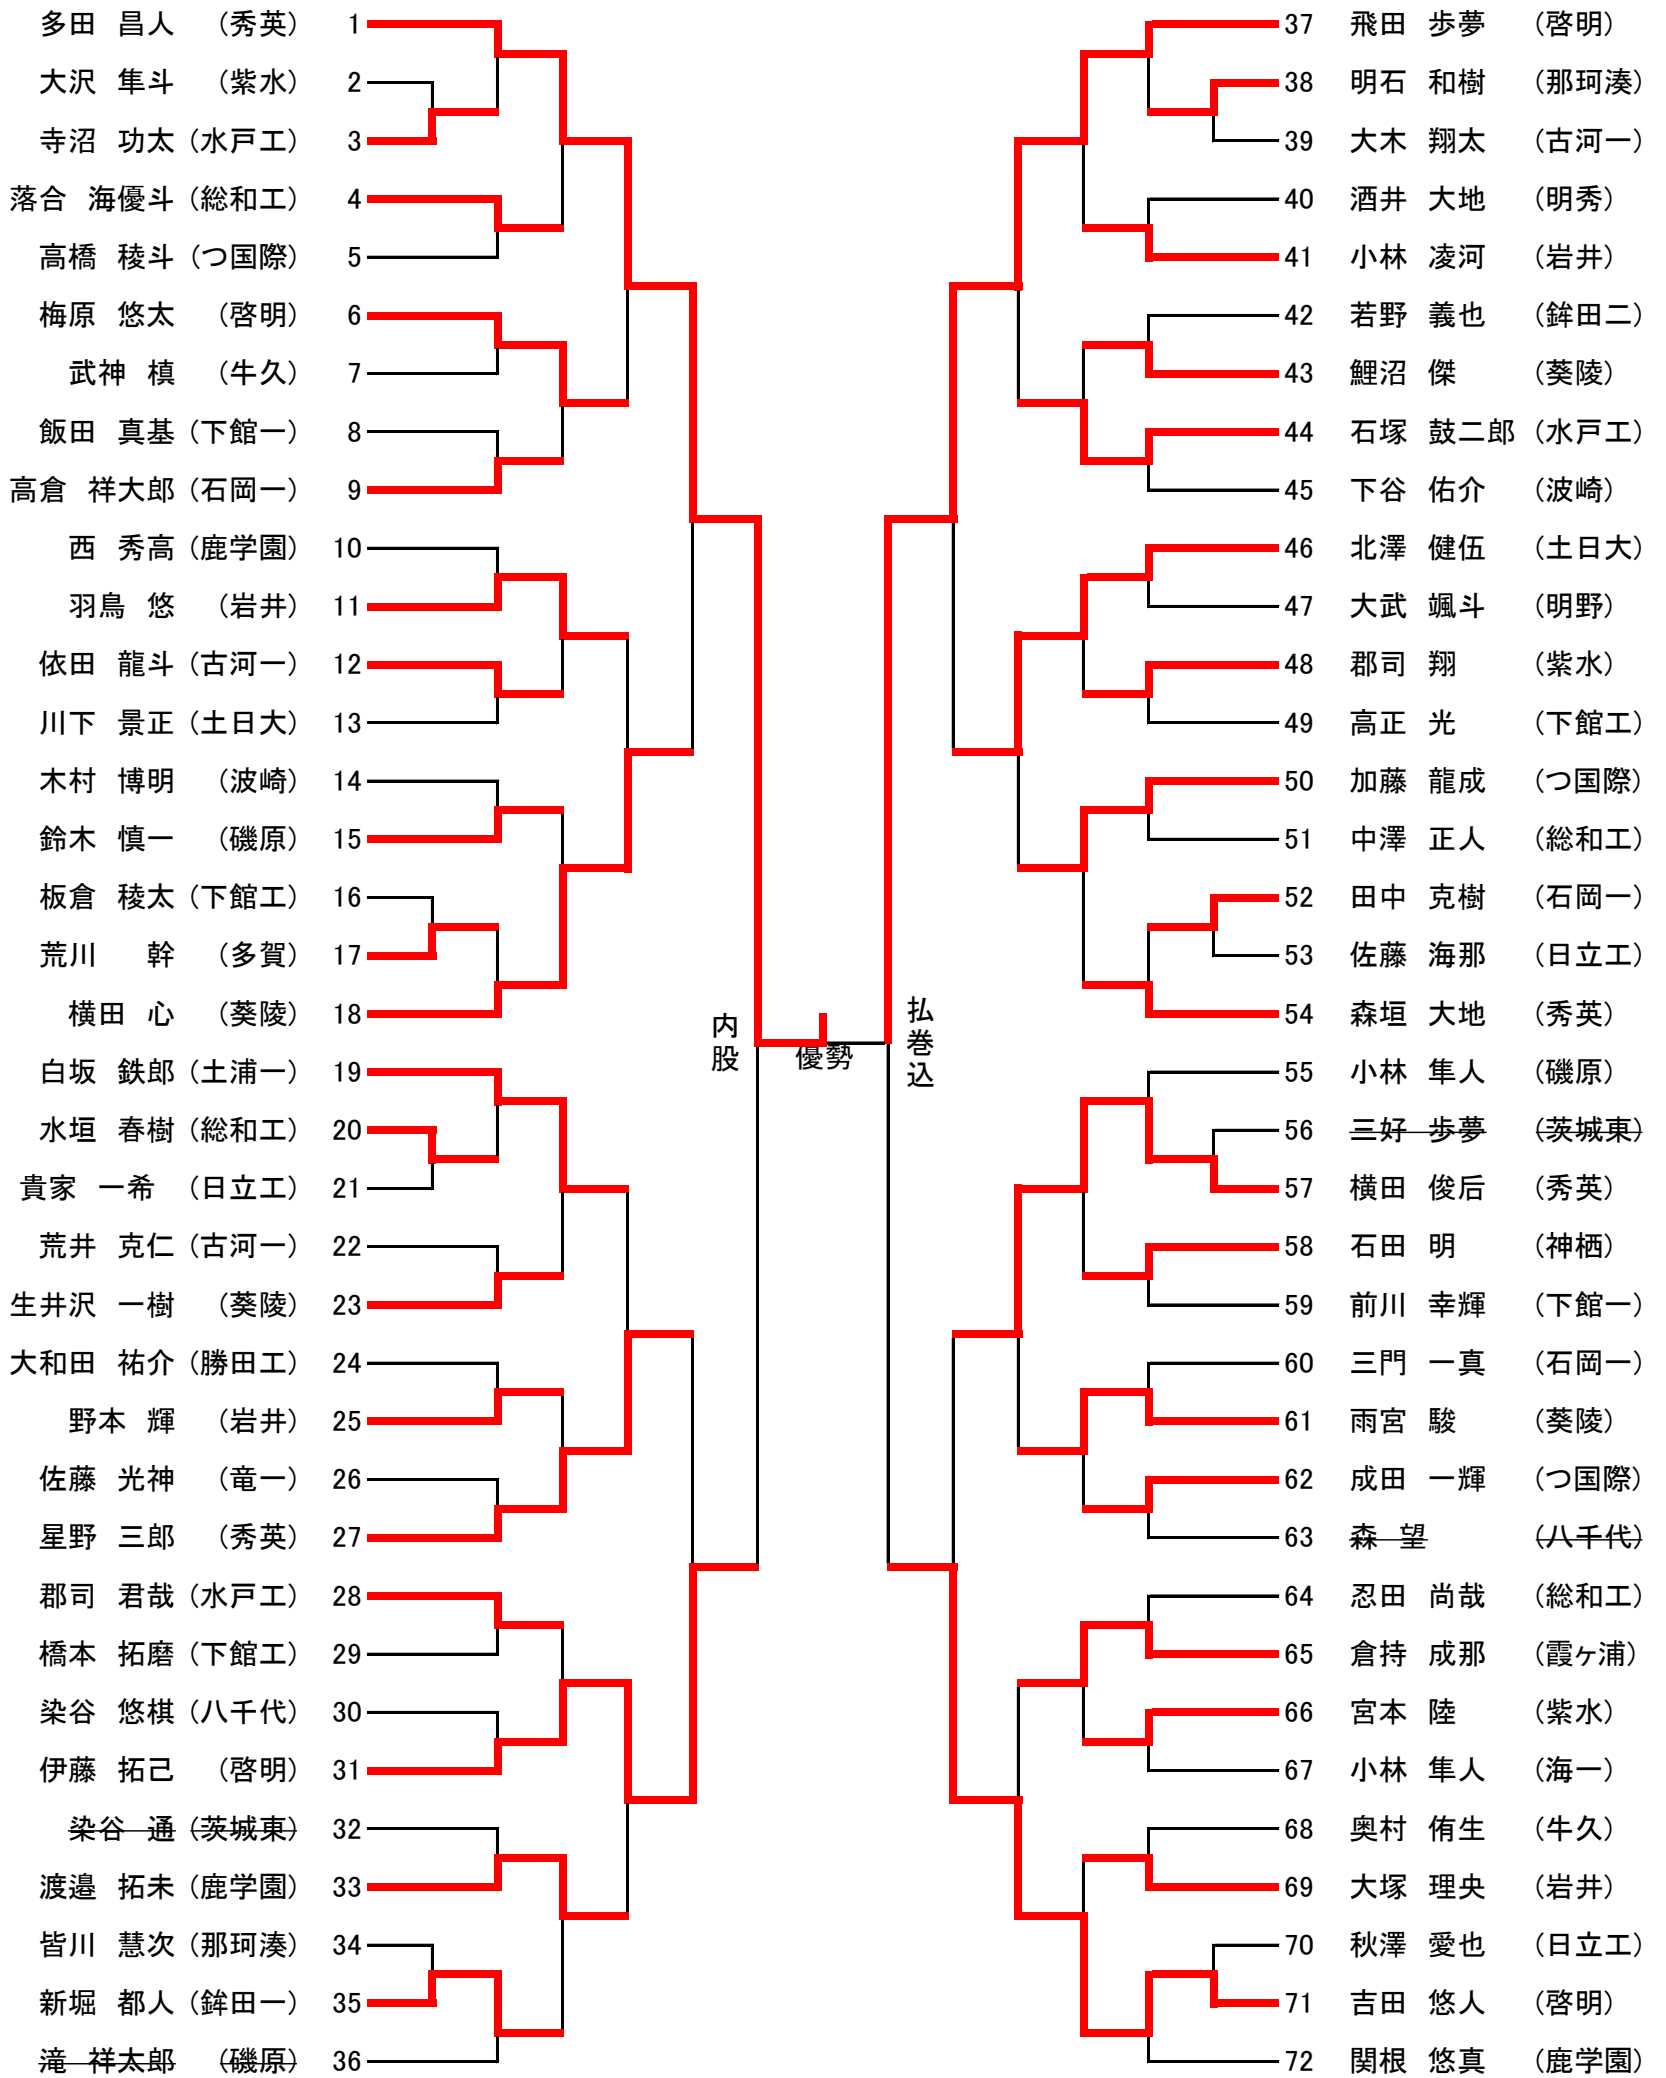 多田 昌人 （秀英） 1
大沢 隼斗 （紫水） 2
寺沼 功太（水戸工） 3
落合 海優斗（総和工） 4
高橋 稜斗（つ国際） 5
梅原 悠太 （啓明） 6
武神 槙 （牛久） 7
飯田 真基（下館一） 8
高倉 祥大郎（石岡一） 9
西 秀高（鹿学園） 10
羽鳥 悠 （岩井） 11
依田 龍斗（古河一） 12
川下 景正（土日大） 13
木村 博明 （波崎） 14
鈴木 慎一 （磯原） 15
板倉 稜太（下館工） 16
荒川 幹 （多賀） 17
横田 心 （葵陵） 18
白坂 鉄郎（土浦一） 19
水垣 春樹（総和工） 20
貴家 一希 （日立工） 21
荒井 克仁（古河一） 22
生井沢 一樹 （葵陵） 23
大和田 祐介（勝田工） 24
野本 輝 （岩井） 25
佐藤 光神 （竜一） 26
星野 三郎 （秀英） 27
郡司 君哉（水戸工） 28
橋本 拓磨（下館工） 29
染谷 悠棋（八千代） 30
伊藤 拓己 （啓明） 31
染谷 通（茨城東） 32
渡邉 拓未（鹿学園） 33
皆川 慧次（那珂湊） 34
新堀 都人（鉾田一） 35
滝 祥太郎 （磯原） 36
内股
優勢
払巻込
37 飛田 歩夢 （啓明）
38 明石 和樹 （那珂湊）
39 大木 翔太 （古河一）
40 酒井 大地 （明秀）
41 小林 凌河 （岩井）
42 若野 義也 （鉾田二）
43 鯉沼 傑 （葵陵）
44 石塚 鼓二郎（水戸工）
45 下谷 佑介 （波崎）
46 北澤 健伍 （土日大）
47 大武 颯斗 （明野）
48 郡司 翔 （紫水）
49 高正 光 （下館工）
50 加藤 龍成 （つ国際）
51 中澤 正人 （総和工）
52 田中 克樹 （石岡一）
53 佐藤 海那 （日立工）
54 森垣 大地 （秀英）
55 小林 隼人 （磯原）
56 三好 歩夢 （茨城東）
57 横田 俊后 （秀英）
58 石田 明 （神栖）
59 前川 幸輝 （下館一）
60 三門 一真 （石岡一）
61 雨宮 駿 （葵陵）
62 成田 一輝 （つ国際）
63 森 望 （八千代）
64 忍田 尚哉 （総和工）
65 倉持 成那 （霞ヶ浦）
66 宮本 陸 （紫水）
67 小林 隼人 （海一）
68 奥村 侑生 （牛久）
69 大塚 理央 （岩井）
70 秋澤 愛也 （日立工）
71 吉田 悠人 （啓明）
72 関根 悠真 （鹿学園）